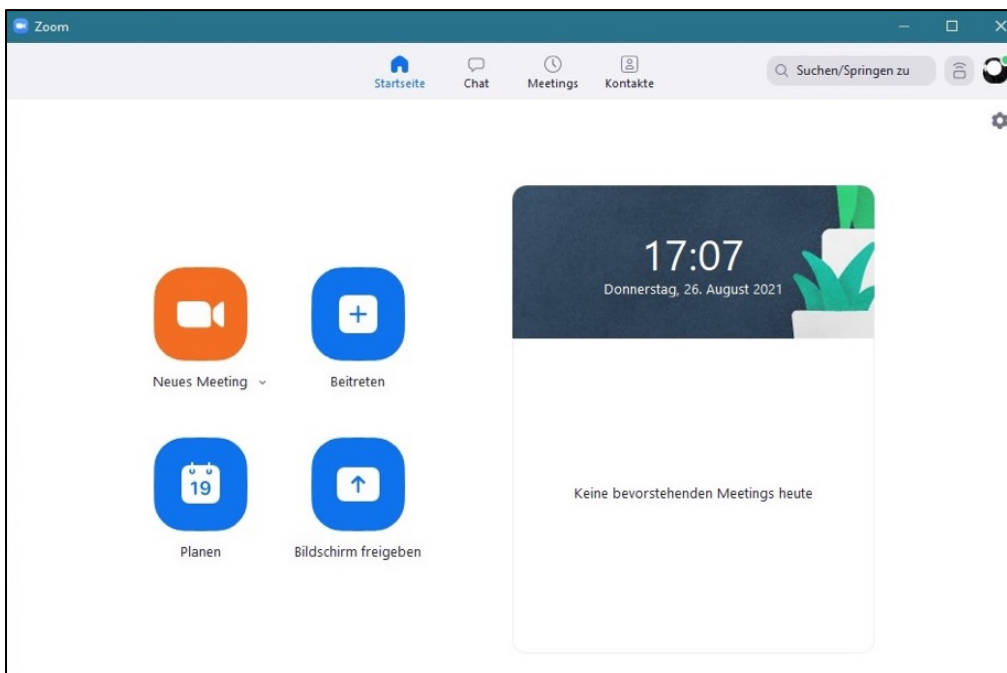 Zoom
Startseite
Chat
Meetings
Kontakte
Suchen/Springen zu
17:07
Donnerstag, 26. August 2021
Neues Meeting
Beitreten
19
Planen
Bildschirm freigeben
Keine bevorstehenden Meetings heute